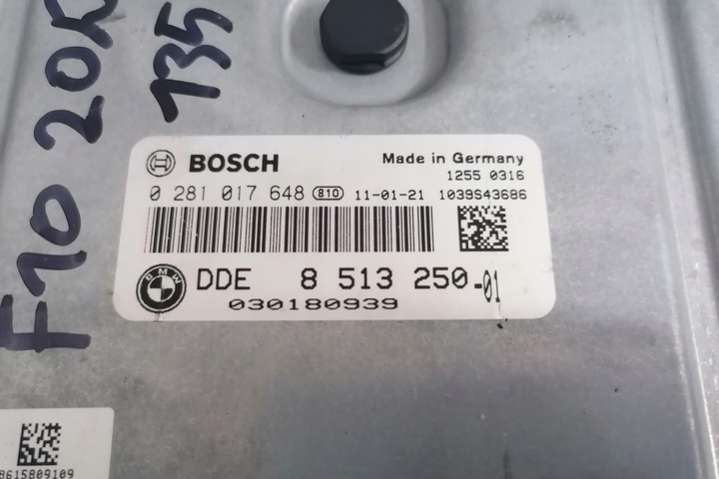 F10 20
135
BOSCH
Made in Germany
1255 0316
0 281 017 648 810 11-01-21 1039S43686
BMW
DDE 8 513 250-01
030180939
8615809109